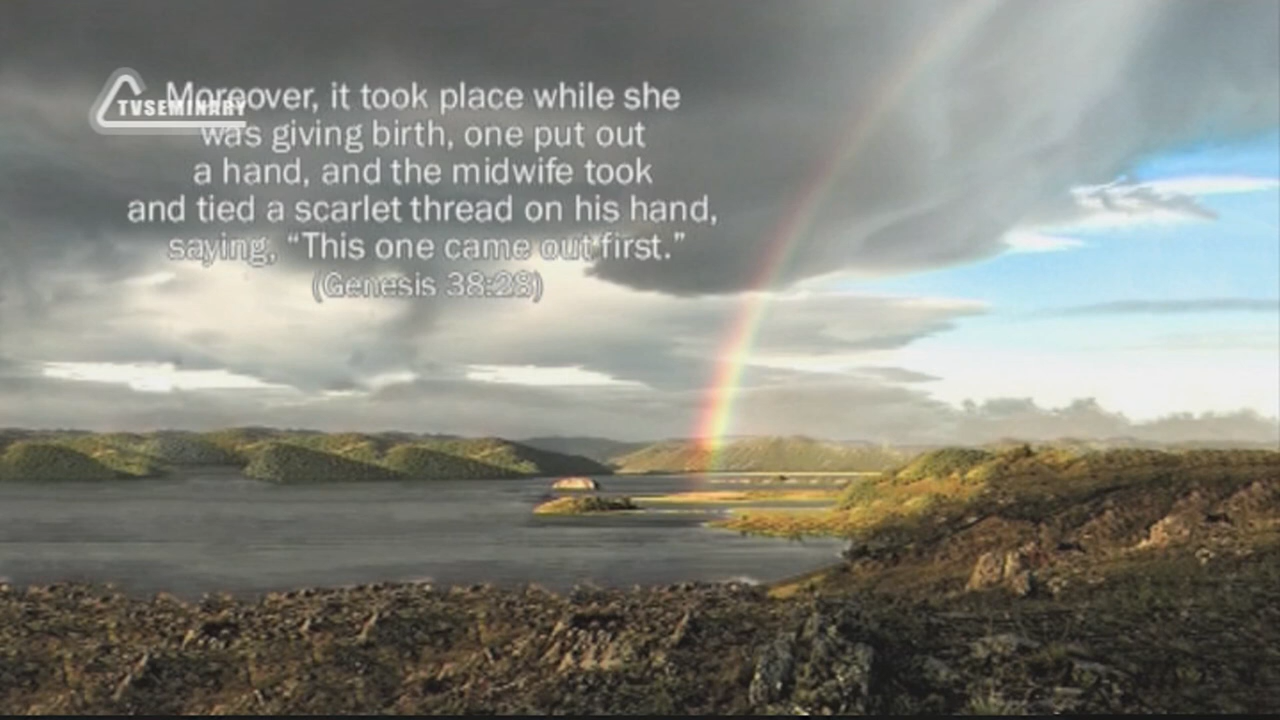 TVSEMINARY
Moreover, it took place while she
was giving birth, one put out
a hand, and the midwife took
and tied a scarlet thread on his hand,
saying, “This one came out first.”
(Genesis 38:28)